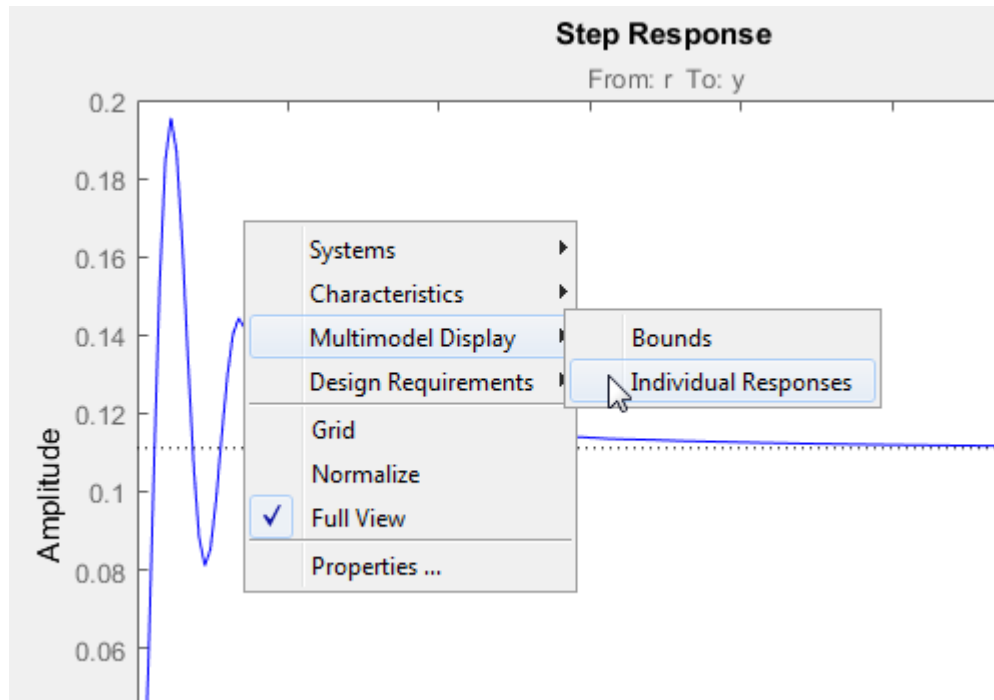 Step Response
From: r To: y
0.2
0.18
0.16
0.14
0.12
0.1
0.08
0.06
Amplitude
Systems
Characteristics
Multimodel Display
Design Requirements
Grid
Normalize
Full View
Properties ...
Bounds
Individual Responses